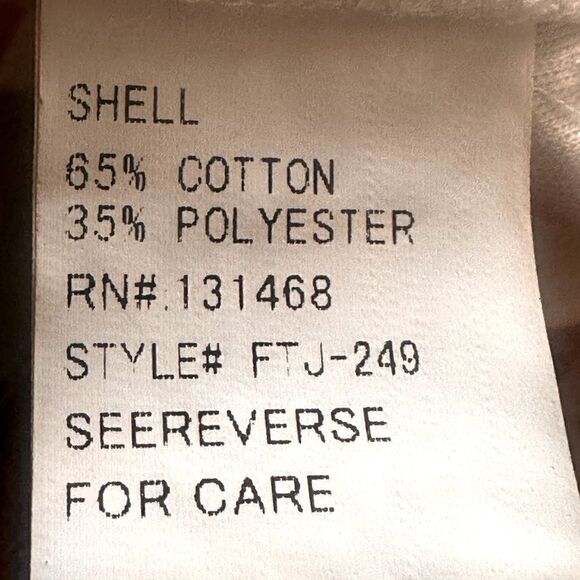 SHELL
65% COTTON
35% POLYESTER
RN#.131468
STYLE# FTJ-249
SEEREVERSE
FOR CARE